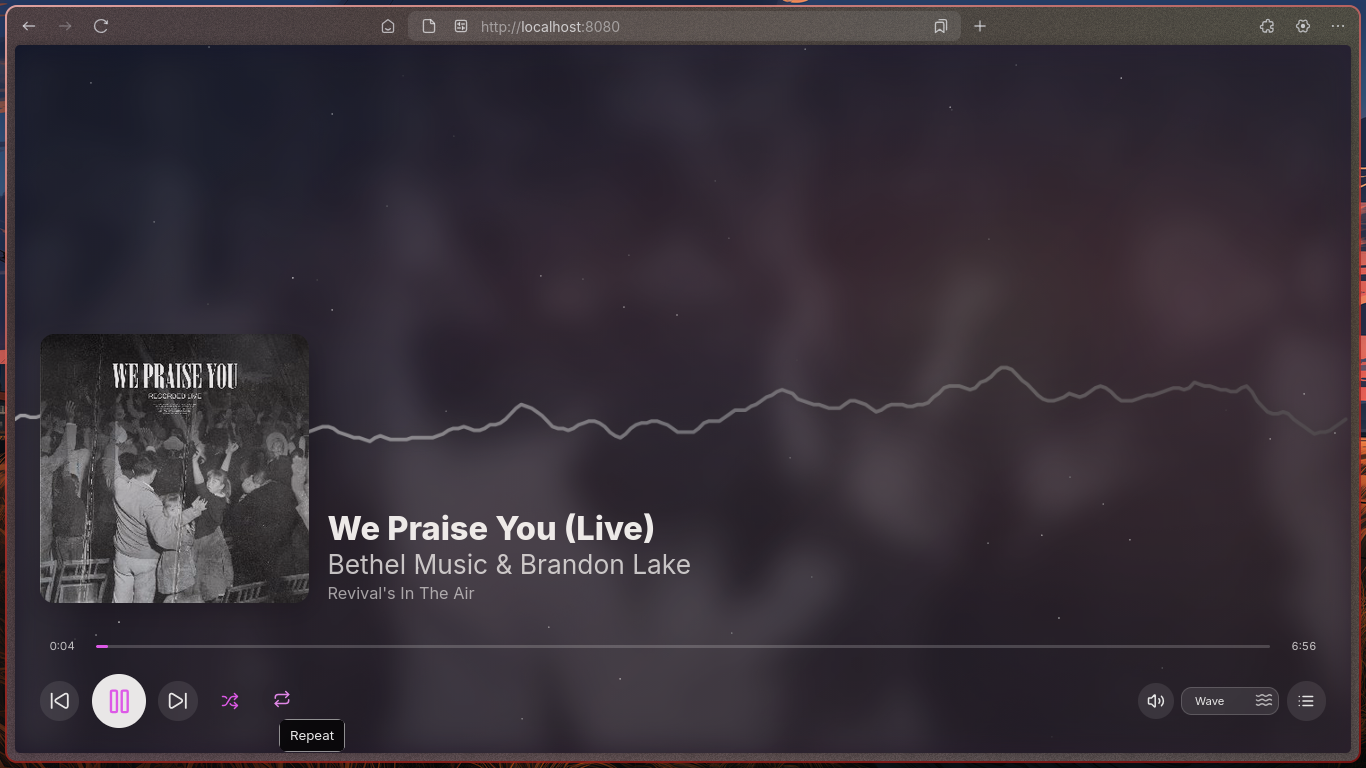 http://localhost:8080
WE PRAISE YOU
RECORDED LIVE
We Praise You (Live)
Bethel Music & Brandon Lake
Revival's In The Air
0:04
6:56
Wave
Repeat